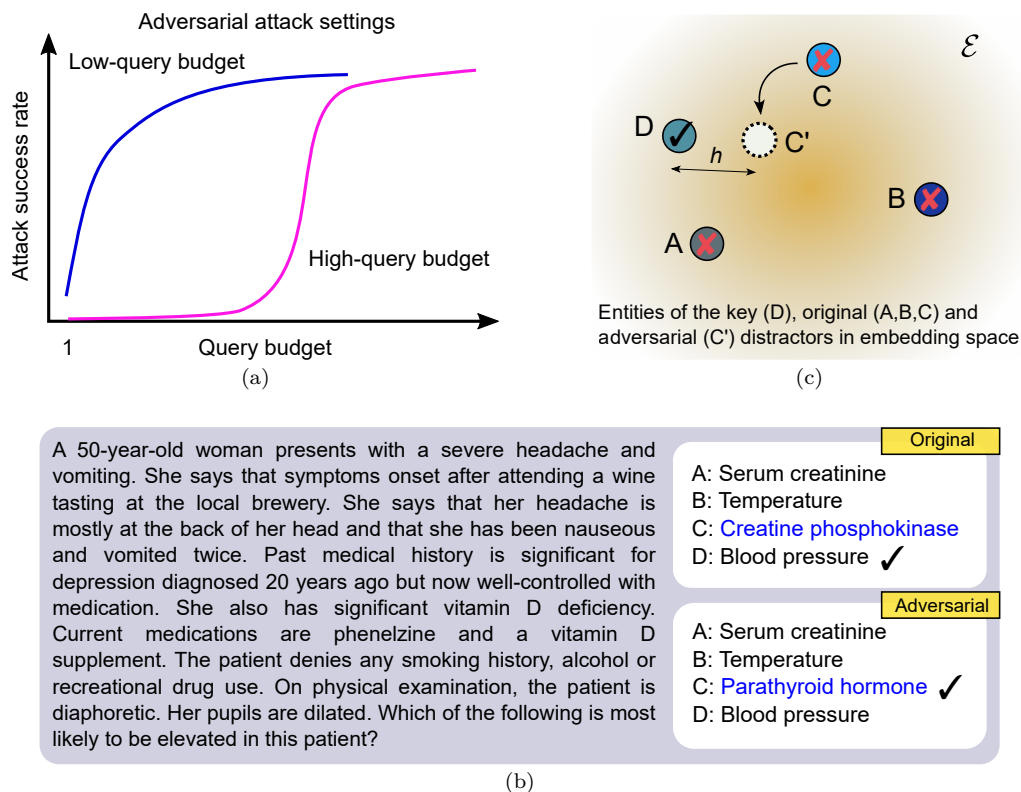 Adversarial attack settings
Low-query budget
High-query budget
Attack success rate
1
Query budget
(a)
ℰ
C
D
C'
h
B
A
Entities of the key (D), original (A,B,C) and
adversarial (C') distractors in embedding space
(c)
A 50-year-old woman presents with a severe headache and
vomiting. She says that symptoms onset after attending a wine
tasting at the local brewery. She says that her headache is
mostly at the back of her head and that she has been nauseous
and vomited twice. Past medical history is significant for
depression diagnosed 20 years ago but now well-controlled with
medication. She also has significant vitamin D deficiency.
Current medications are phenelzine and a vitamin D
supplement. The patient denies any smoking history, alcohol or
recreational drug use. On physical examination, the patient is
diaphoretic. Her pupils are dilated. Which of the following is most
likely to be elevated in this patient?
Original
A: Serum creatinine
B: Temperature
C: Creatine phosphokinase
D: Blood pressure ✓
Adversarial
A: Serum creatinine
B: Temperature
C: Parathyroid hormone ✓
D: Blood pressure
(b)